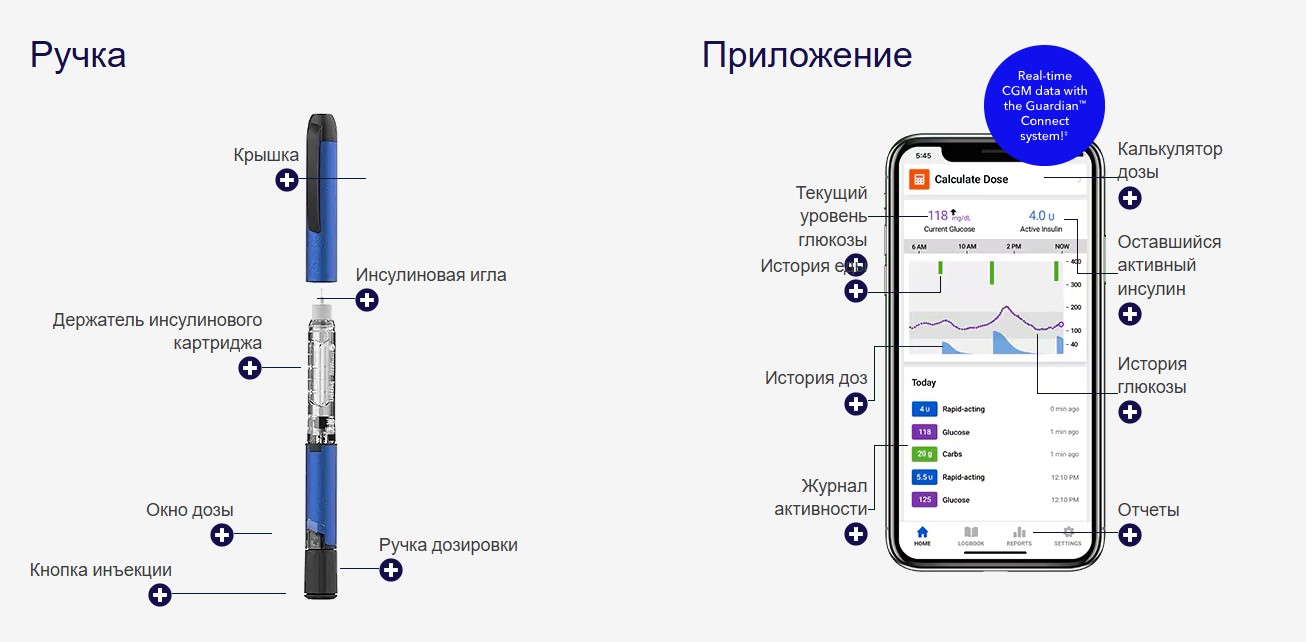 Ручка
Крышка
Инсулиновая игла
Держатель инсулинового
картриджа
Окно дозы
Ручка дозировки
Кнопка инъекции
Приложение
Real-time
CGM data with
the Guardian™
Connect
system!‡
Калькулятор
дозы
Текущий
уровень
глюкозы
История еды
Оставшийся
активный
инсулин
История доз
История
глюкозы
Журнал
активности
Отчеты
5:45
Calculate Dose
118 mg/dL
4.0 U
Current Glucose
Active Insulin
6 AM 10 AM 2 PM NOW
400
300
200
100
40
Today
4 U Rapid-acting 0 min ago
118 Glucose 1 min ago
20 g Carbs 1 min ago
5.5 U Rapid-acting 12:10 PM
125 Glucose 12:10 PM
HOME LOGBOOK REPORTS SETTINGS